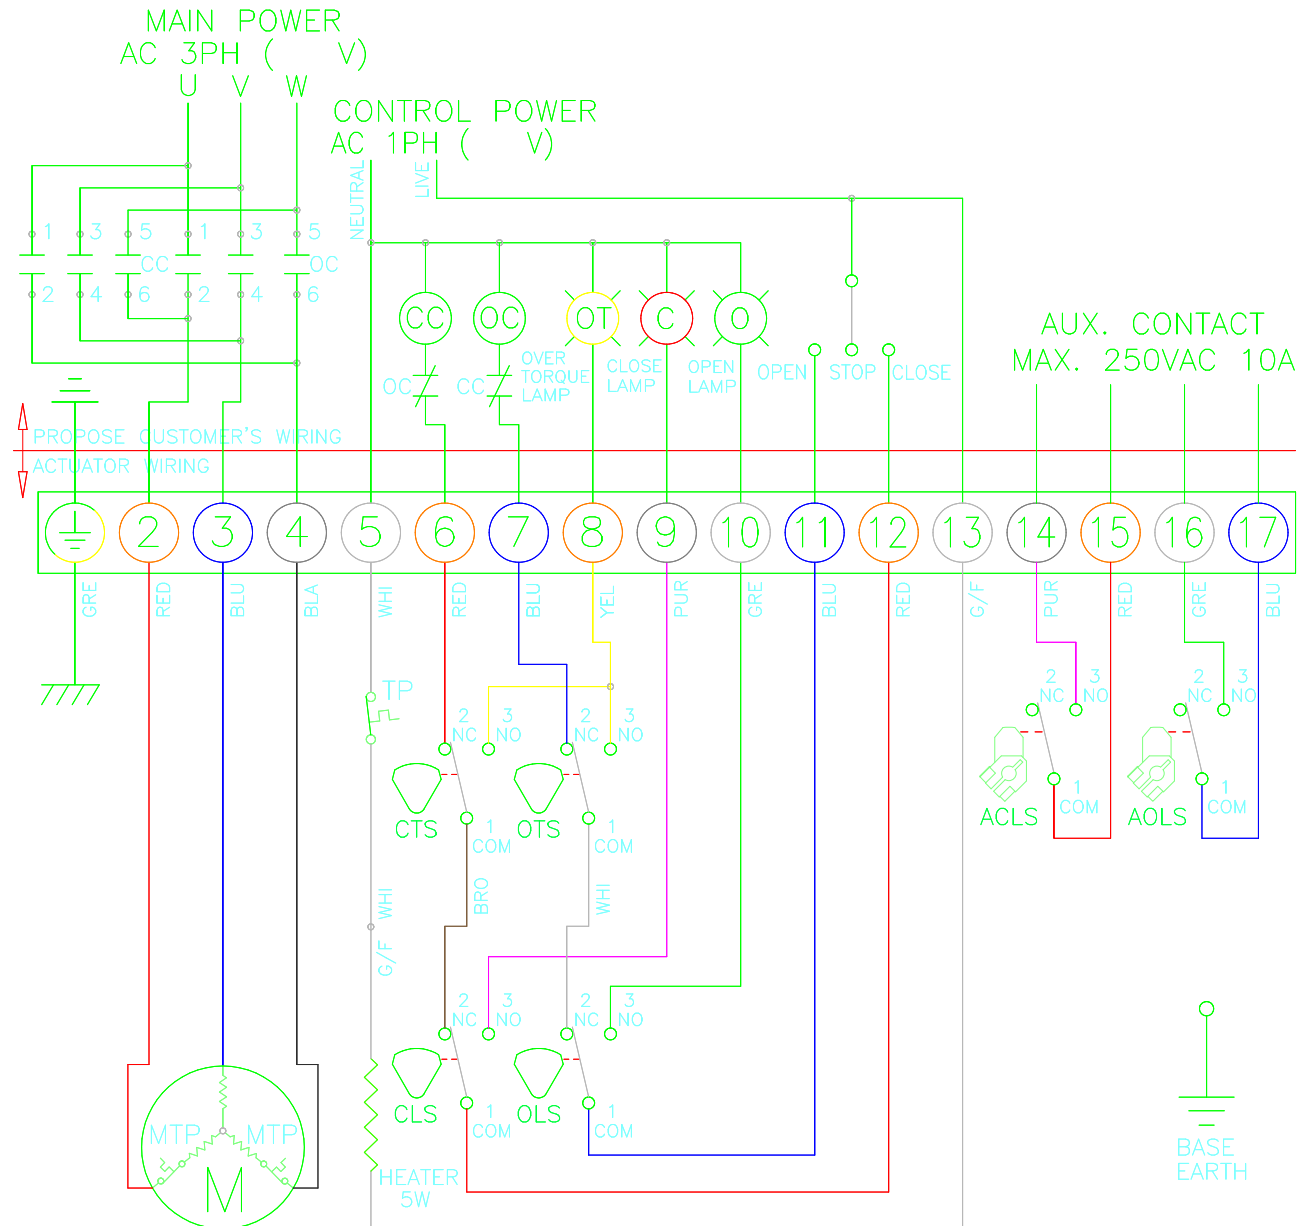 MAIN POWER
AC 3PH (    V)
U V W
CONTROL POWER
AC 1PH (    V)
NEUTRAL
LIVE
1 3 5 CC 1 3 5 OC
2 4 6 2 4 6
CC OC OT C O
OC CC
OVER
TORQUE
LAMP
CLOSE
LAMP
OPEN
LAMP
OPEN STOP CLOSE
AUX. CONTACT
MAX. 250VAC 10A
PROPOSE CUSTOMER'S WIRING
ACTUATOR WIRING
2 3 4 5 6 7 8 9 10 11 12 13 14 15 16 17
GRE RED BLU BLA WHI RED BLU YEL PUR GRE BLU RED G/F PUR RED GRE BLU
TP
2 3
NC NO
2 3
NC NO
2 3
NC NO
2 3
NC NO
CTS
1
COM
OTS
1
COM
ACLS
1
COM
AOLS
1
COM
WHI
G/F
BRO
WHI
2 3
NC NO
2 3
NC NO
CLS
1
COM
OLS
1
COM
MTP MTP
M
HEATER
5W
BASE
EARTH